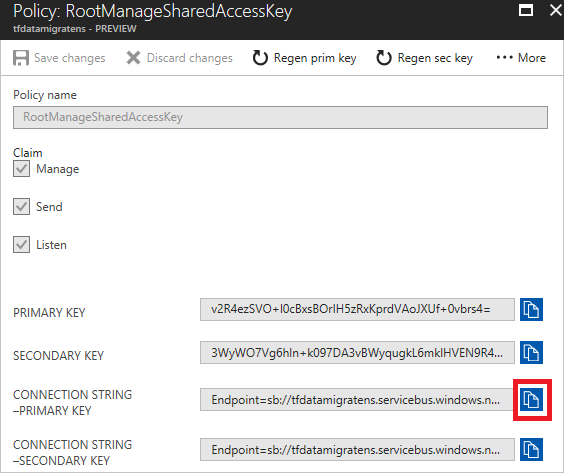 Policy: RootManageSharedAccessKey
tfdatamigratens - PREVIEW
Save changes Discard changes Regen prim key Regen sec key ··· More
Policy name
RootManageSharedAccessKey
Claim
Manage
Send
Listen
PRIMARY KEY v2R4ezSVO+I0cBxsBOrIH5zRxKprdVAoJXUf+0vbrs4=
SECONDARY KEY 3WyWO7Vg6hIn+k097DA3vBWyqugkL6mkIHVEN9R4...
CONNECTION STRING
–PRIMARY KEY Endpoint=sb://tfdatamigratens.servicebus.windows.n...
CONNECTION STRING
–SECONDARY KEY Endpoint=sb://tfdatamigratens.servicebus.windows.n...